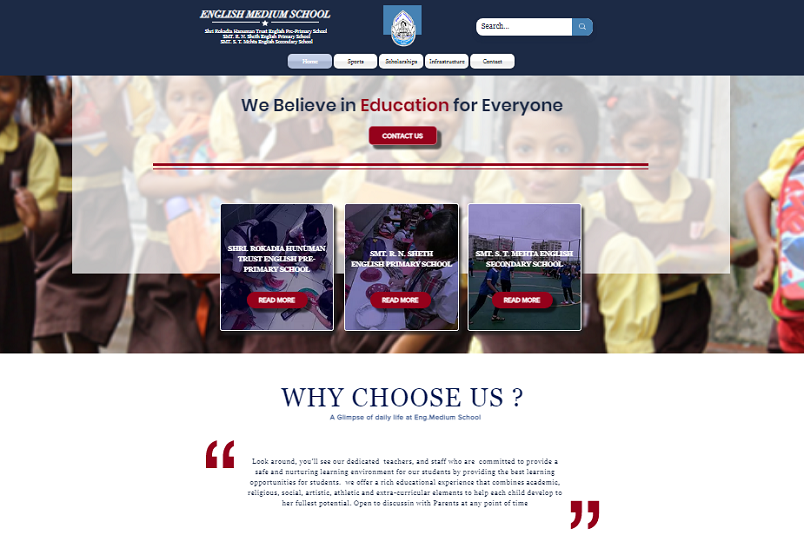 ENGLISH MEDIUM SCHOOL
Shri Rokadia Hunuman Trust English Pre-Primary School
SMT. R. N. Sheth English Primary School
SMT. S. T. Mehta English Secondary School
Search...
Home
Sports
Scholarships
Infrastructure
Contact
We Believe in Education for Everyone
CONTACT US
SHRI. ROKADIA HUNUMAN
TRUST ENGLISH PRE-
PRIMARY SCHOOL
READ MORE
SMT. R. N. SHETH
ENGLISH PRIMARY SCHOOL
READ MORE
SMT. S. T. MEHTA ENGLISH
SECONDARY SCHOOL
READ MORE
WHY CHOOSE US ?
A Glimpse of daily life at Eng.Medium School
Look around, you'll see our dedicated teachers, and staff who are committed to provide a
safe and nurturing learning environment for our students by providing the best learning
opportunities for students. we offer a rich educational experience that combines academic,
religious, social, artistic, athletic and extra-curricular elements to help each child develop to
her fullest potential. Open to discussin with Parents at any point of time